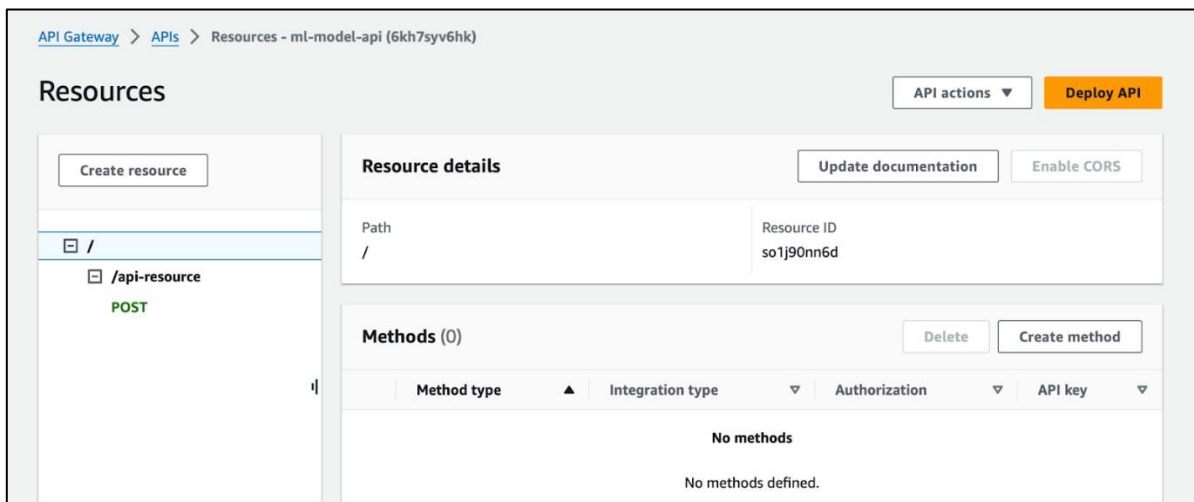 API Gateway > APIs > Resources - ml-model-api (6kh7syv6hk)
Resources
API actions ▼
Deploy API
Create resource
/
/api-resource
POST
Resource details
Update documentation
Enable CORS
Path
/
Resource ID
so1j90nn6d
Methods (0)
Delete
Create method
Method type
Integration type
Authorization
API key
No methods
No methods defined.